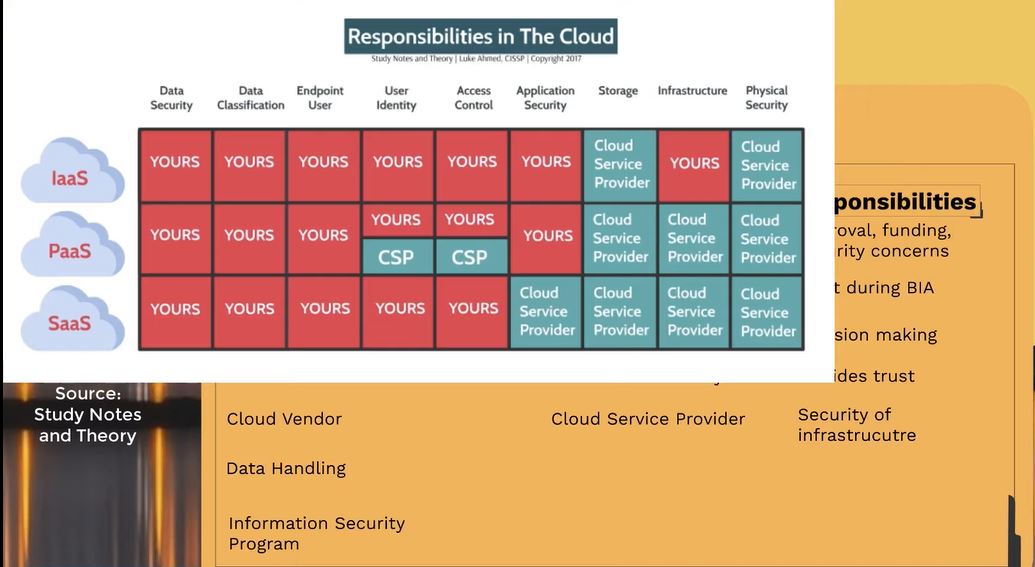 Responsibilities in The Cloud
Study Notes and Theory | Luke Ahmed, CISSP | Copyright 2017
Data Security
Data Classification
Endpoint User
User Identity
Access Control
Application Security
Storage
Infrastructure
Physical Security
IaaS
YOURS
YOURS
YOURS
YOURS
YOURS
YOURS
Cloud Service Provider
YOURS
Cloud Service Provider
PaaS
YOURS
YOURS
YOURS
YOURS
CSP
YOURS
CSP
YOURS
Cloud Service Provider
Cloud Service Provider
Cloud Service Provider
SaaS
YOURS
YOURS
YOURS
YOURS
YOURS
Cloud Service Provider
Cloud Service Provider
Cloud Service Provider
Cloud Service Provider
ponsibilities
oval, funding,
rity concerns
t during BIA
sion making
ides trust
Source:
Study Notes
and Theory
Cloud Vendor
Cloud Service Provider
Security of
infrastrucutre
Data Handling
Information Security
Program